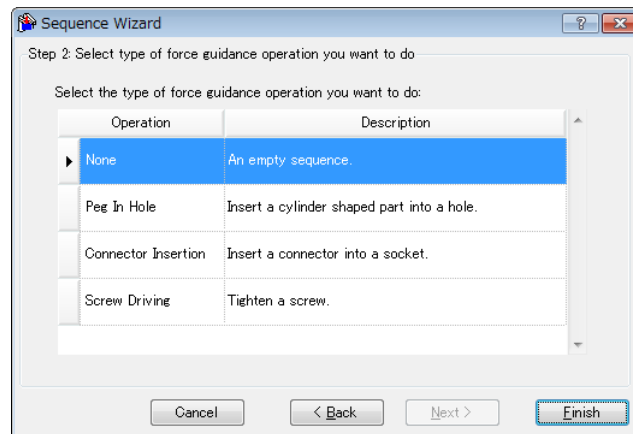 Sequence Wizard
Step 2: Select type of force guidance operation you want to do
Select the type of force guidance operation you want to do:
Operation Description
None An empty sequence.
Peg In Hole Insert a cylinder shaped part into a hole.
Connector Insertion Insert a connector into a socket.
Screw Driving Tighten a screw.
Cancel < Back Next > Finish